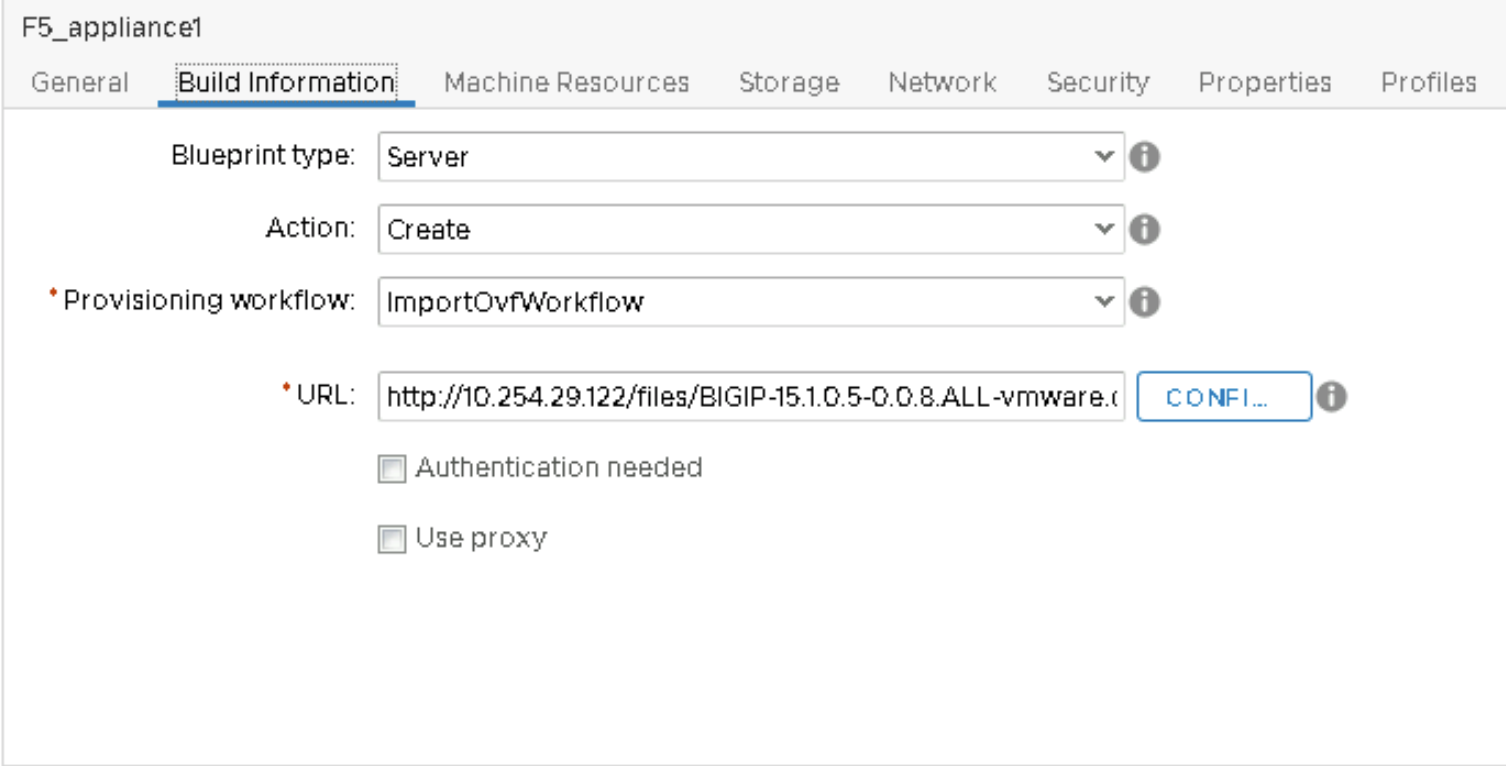 F5_appliance1
General Build Information Machine Resources Storage Network Security Properties Profiles
Blueprint type: Server
Action: Create
* Provisioning workflow: ImportOvfWorkflow
* URL: http://10.254.29.122/files/BIGIP-15.1.0.5-0.0.8.ALL-vmware. CONFI...
Authentication needed
Use proxy